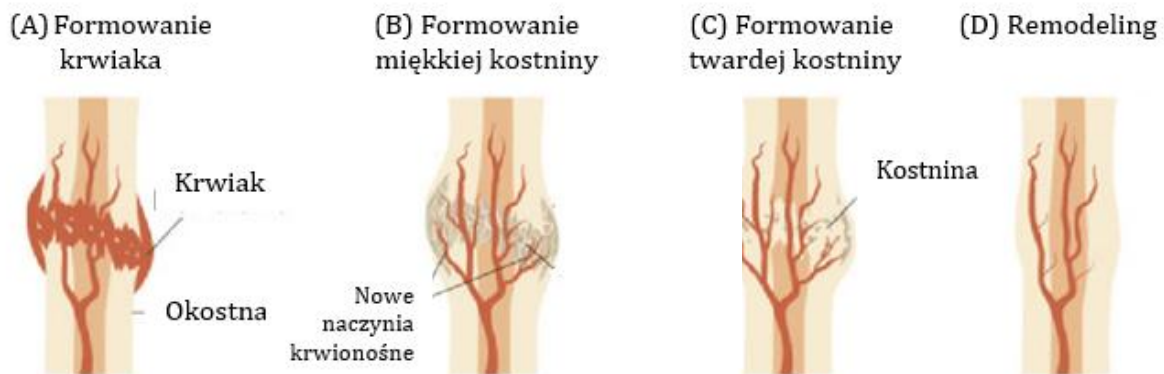 (A) Formowanie
krwiaka
(B) Formowanie
miękkiej kostniny
(C) Formowanie
twardej kostniny
(D) Remodeling
Krwiak
Okostna
Nowe
naczynia
krwionośne
Kostnina